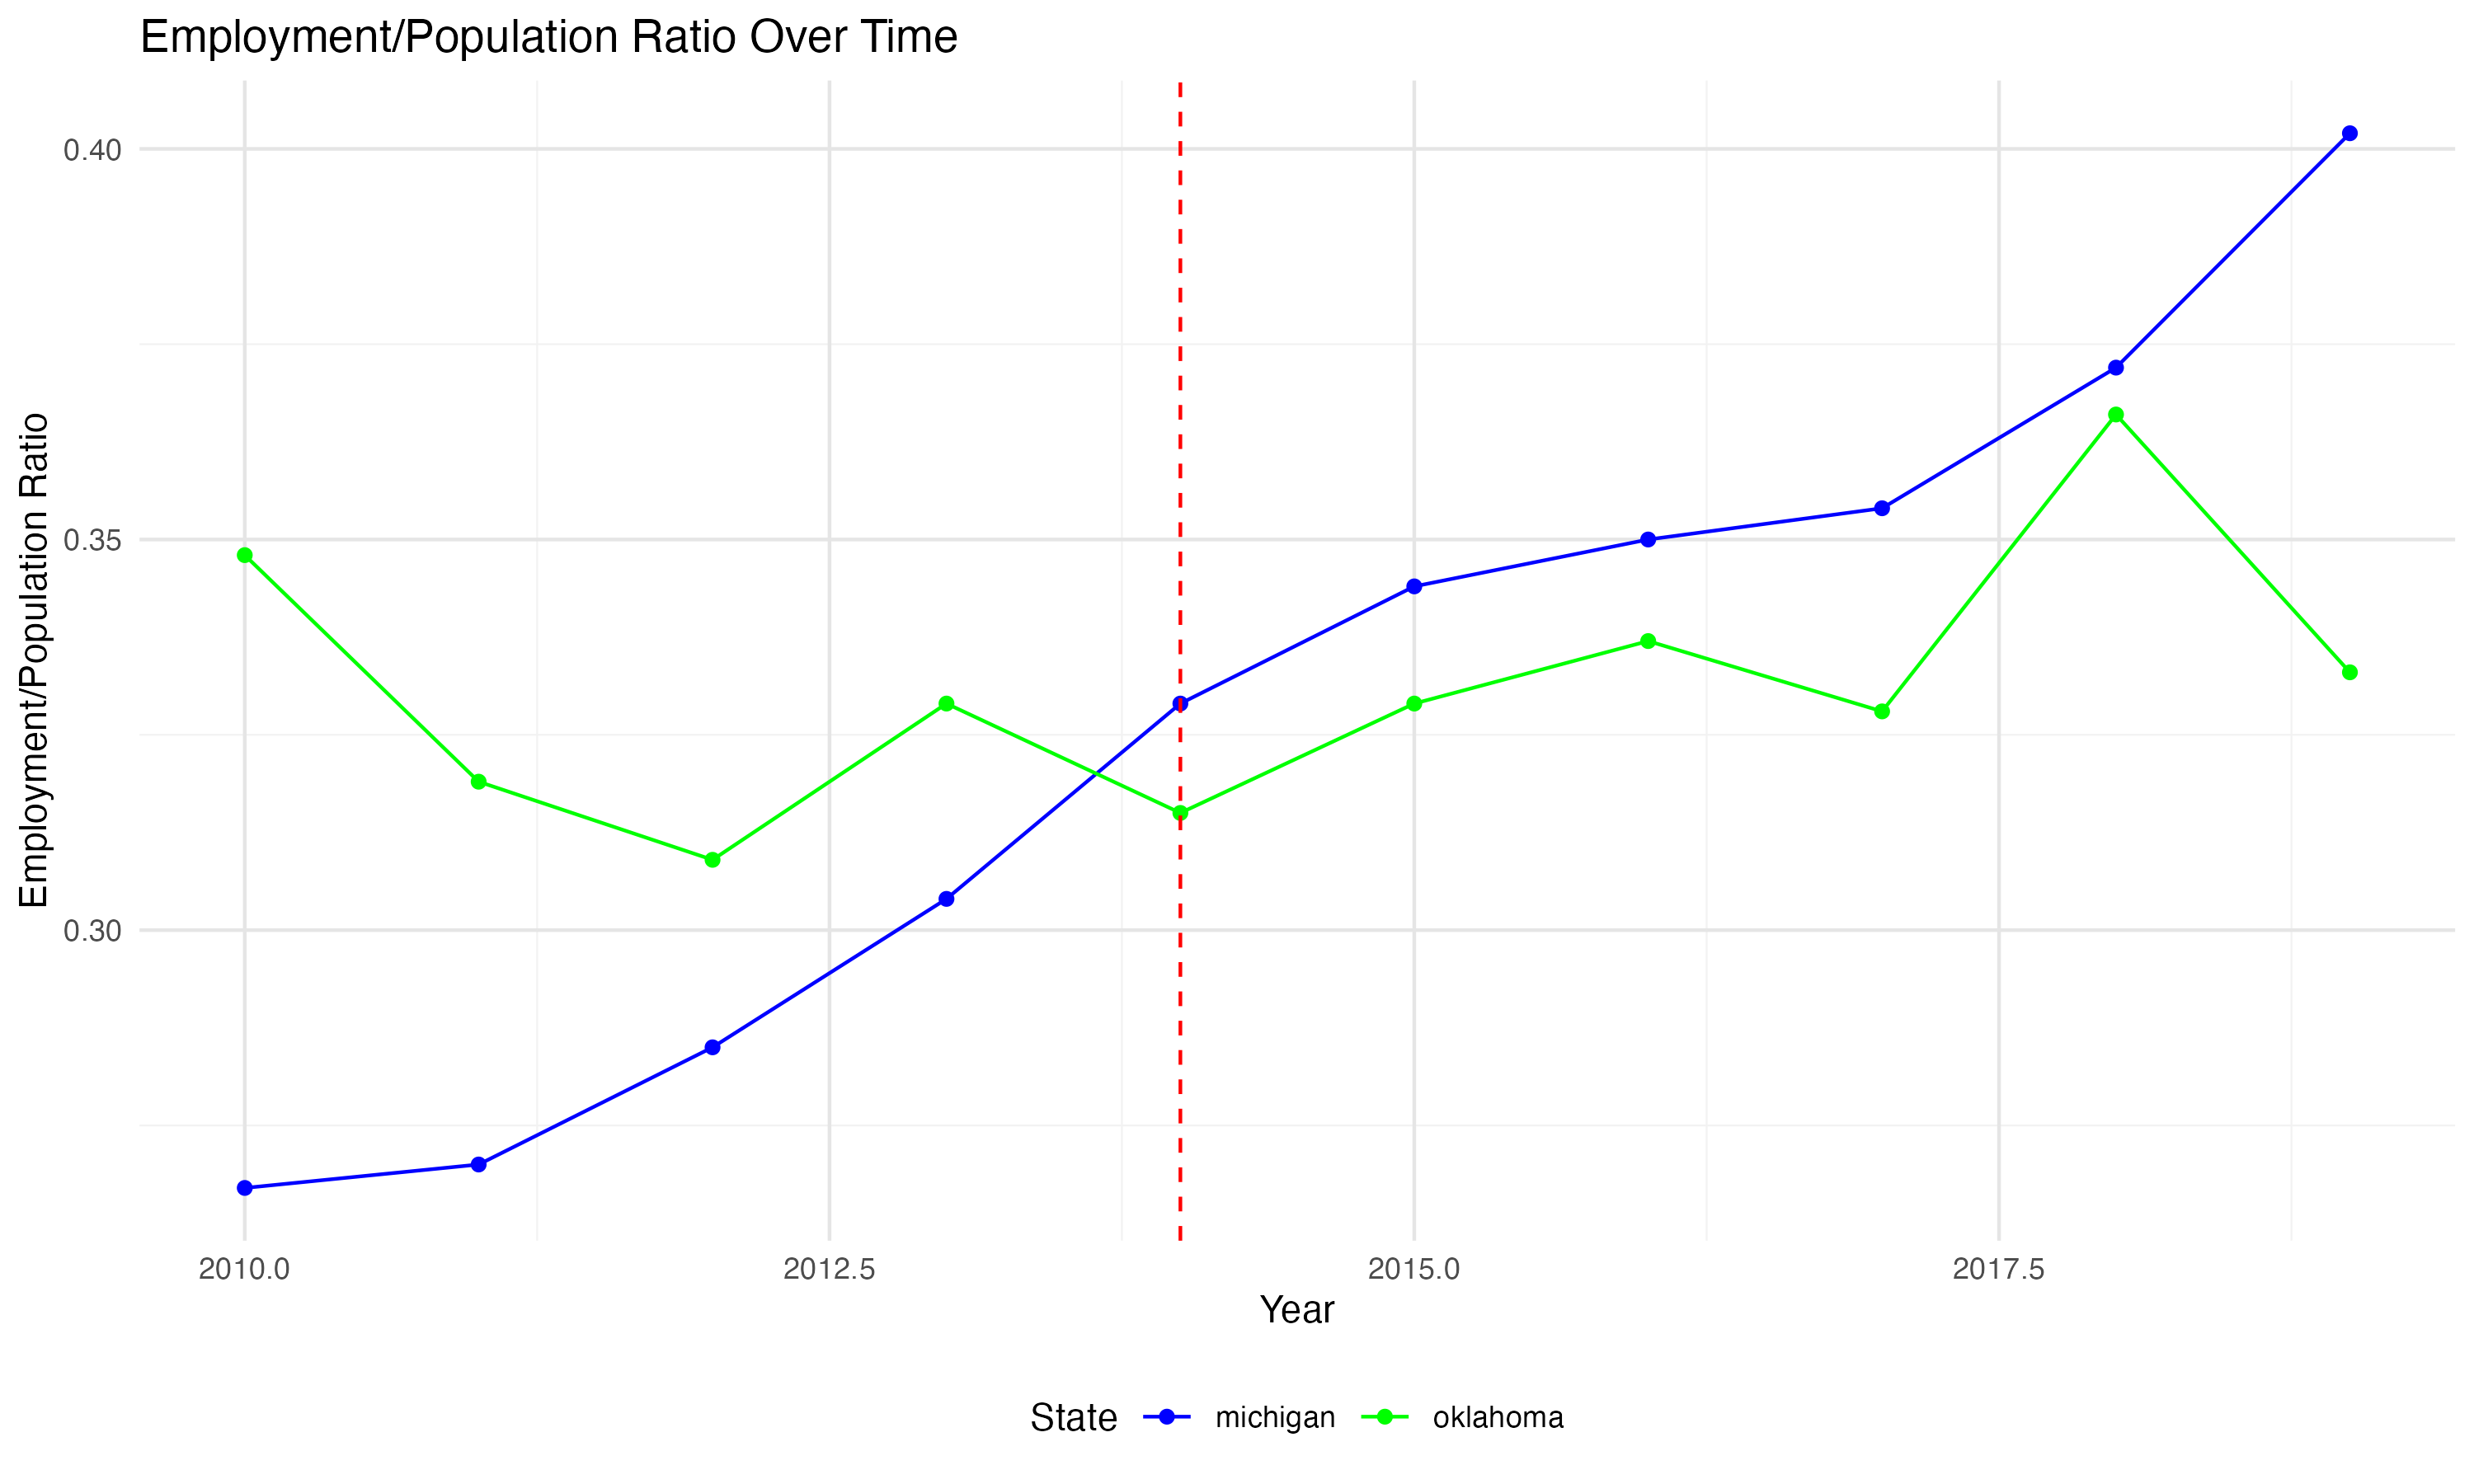 Employment/Population Ratio Over Time
Employment/Population Ratio
0.40
0.35
0.30
2010.0
2012.5
2015.0
2017.5
Year
State
michigan
oklahoma